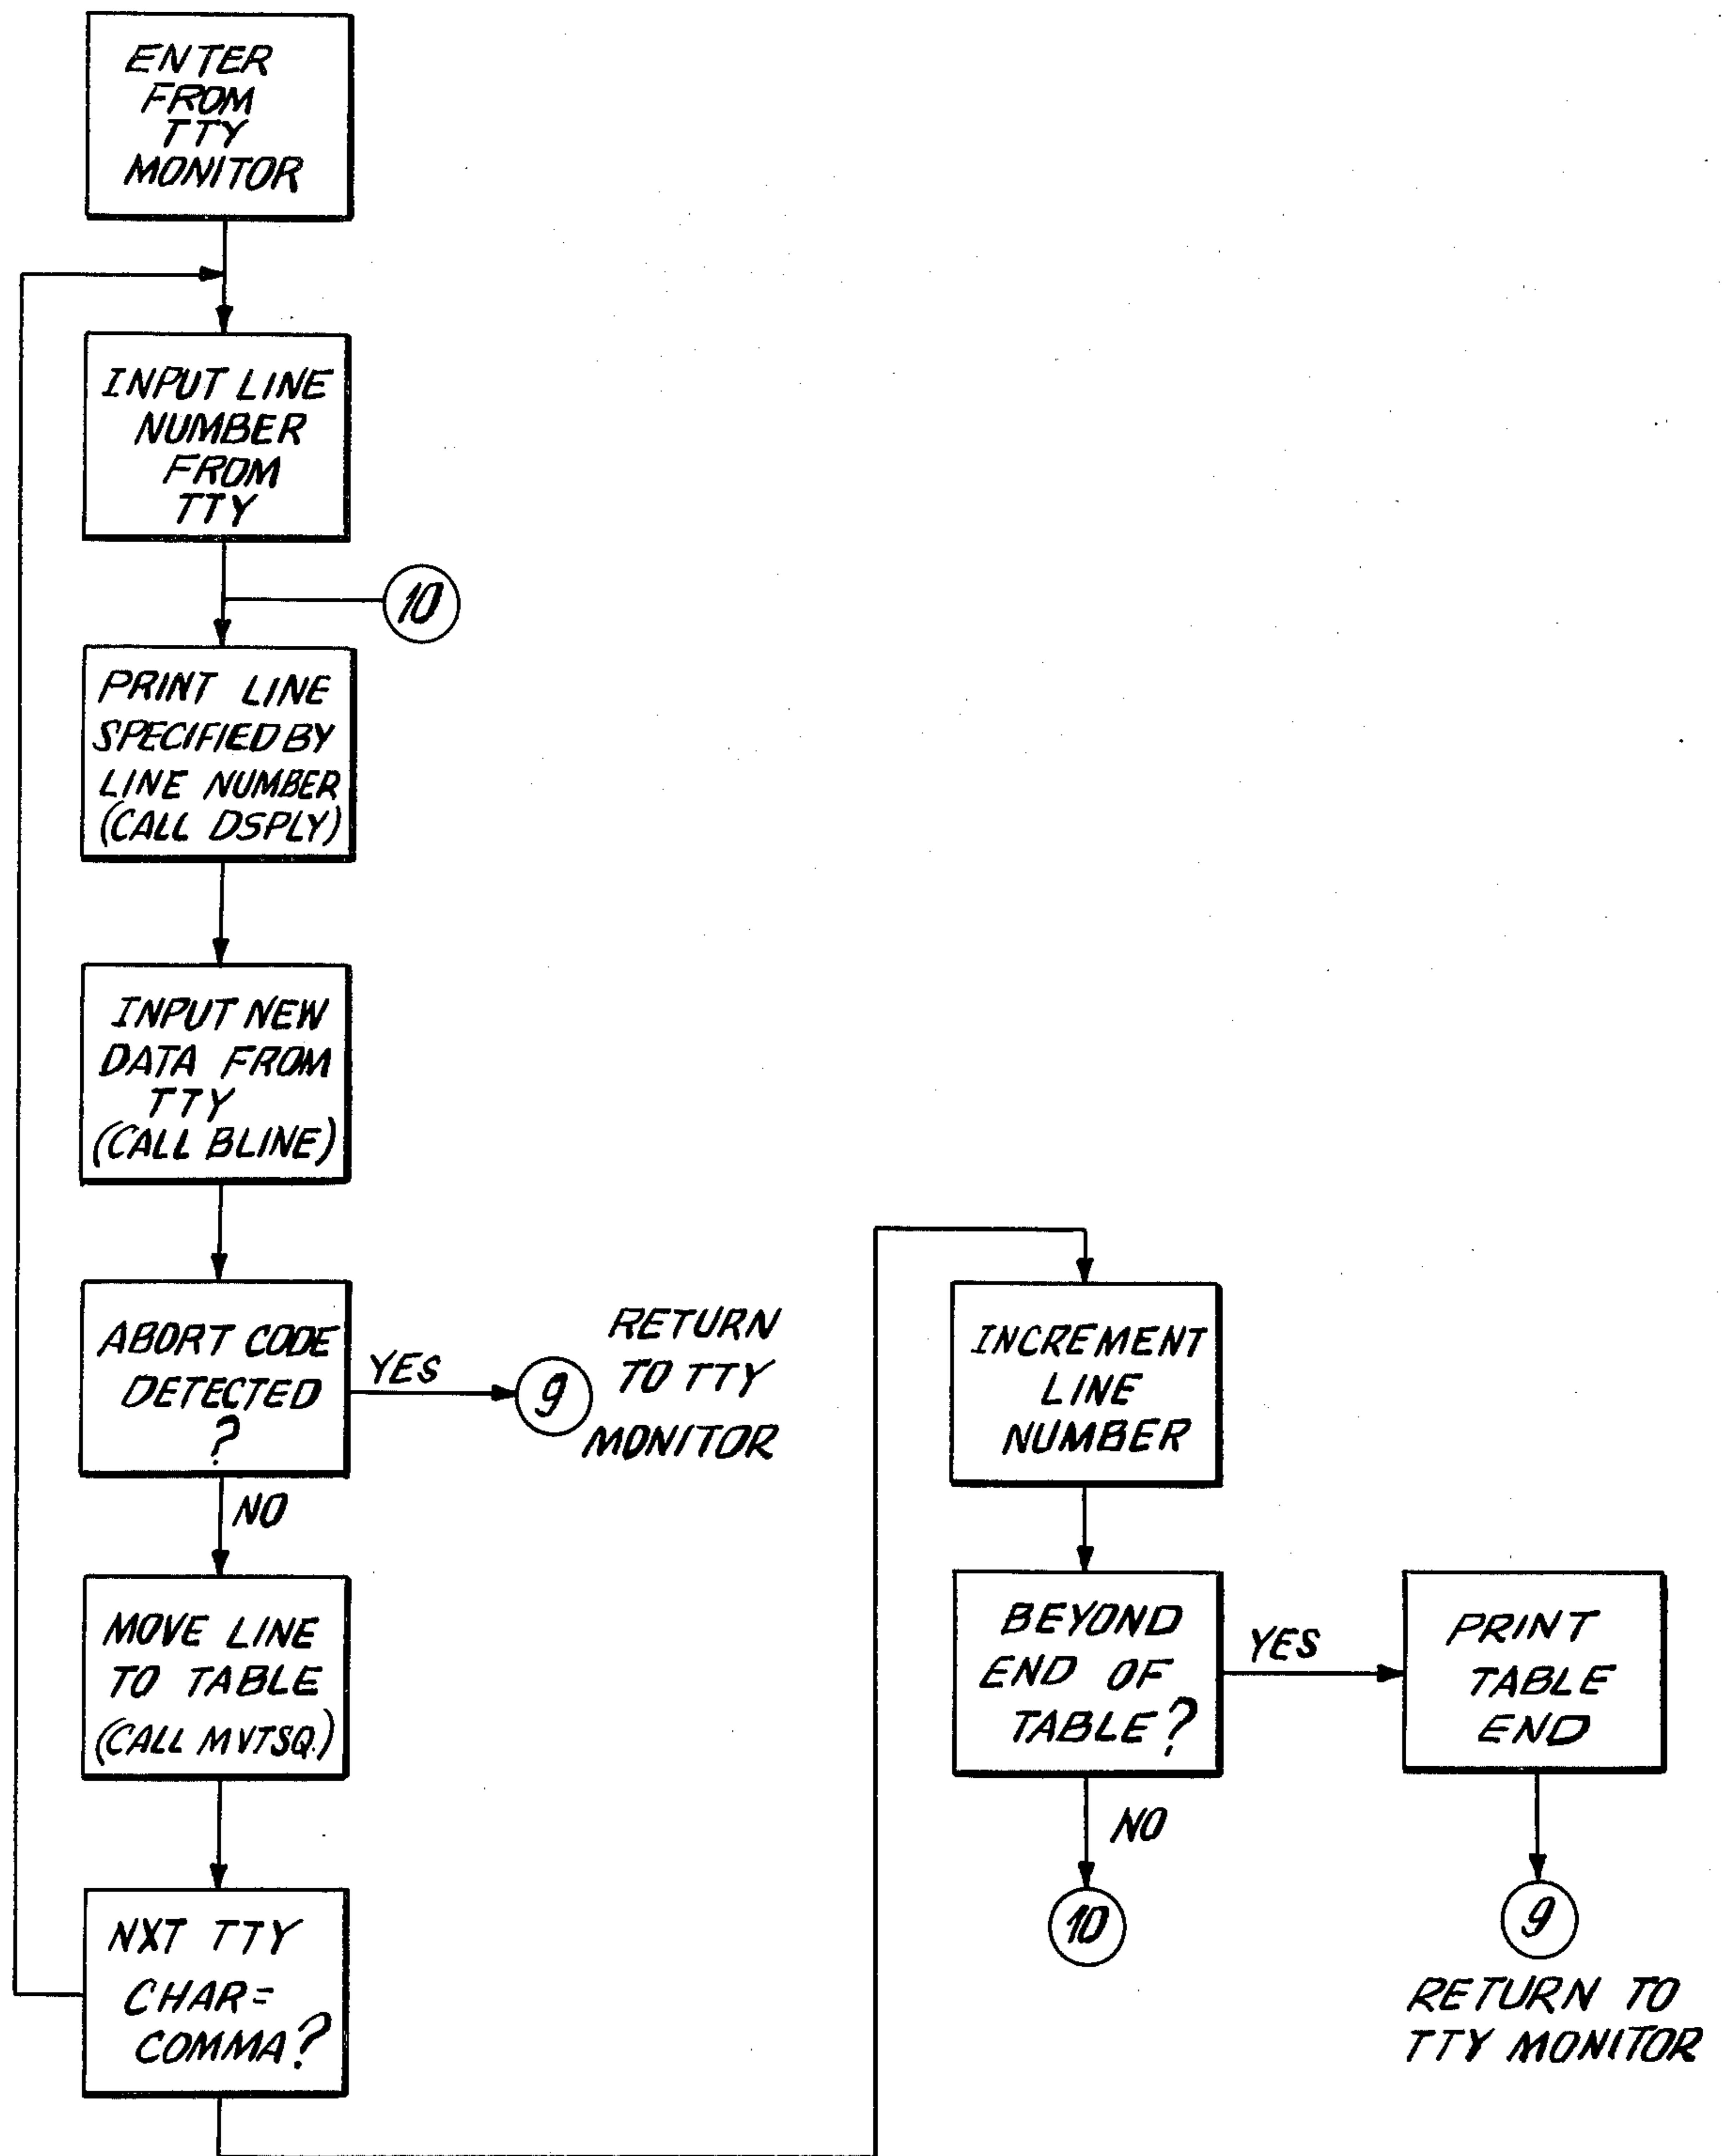 ENTER
FROM
TTY
MONITOR
INPUT LINE
NUMBER
FROM
TTY
10
PRINT LINE
SPECIFIED BY
LINE NUMBER
(CALL DSPLY)
INPUT NEW
DATA FROM
TTY
(CALL BLINE)
ABORT CODE
DETECTED
?
YES
9
RETURN
TO TTY
MONITOR
NO
MOVE LINE
TO TABLE
(CALL MVTSQ.)
NXT TTY
CHAR=
COMMA?
INCREMENT
LINE
NUMBER
BEYOND
END OF
TABLE?
YES
NO
10
PRINT
TABLE
END
9
RETURN TO
TTY MONITOR